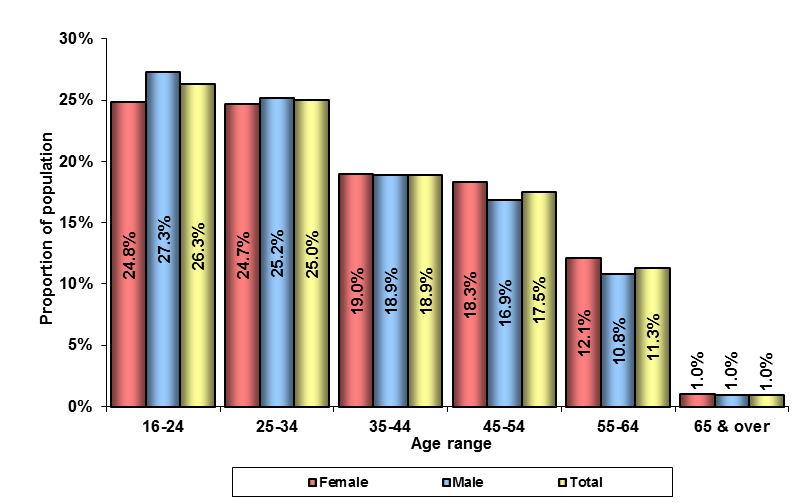 30%
25%
20%
15%
10%
5%
0%
Proportion of population
24.8% 27.3% 26.3%
24.7% 25.2% 25.0%
19.0% 18.9% 18.9%
18.3% 16.9% 17.5%
12.1% 10.8% 11.3%
1.0% 1.0% 1.0%
16-24 25-34 35-44 45-54 55-64 65 & over
Age range
Female Male Total